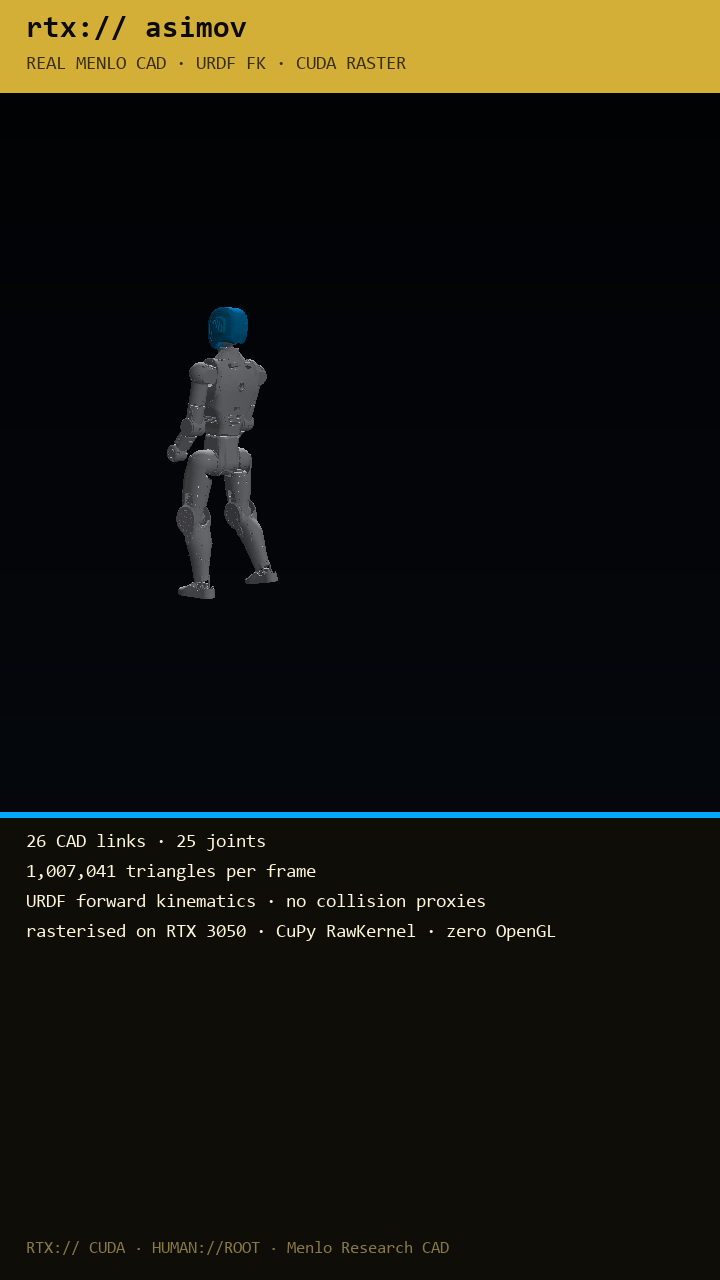 rtx:// asimov
REAL MENLO CAD · URDF FK · CUDA RASTER
26 CAD links · 25 joints
1,007,041 triangles per frame
URDF forward kinematics · no collision proxies
rasterised on RTX 3050 · CuPy RawKernel · zero OpenGL
RTX:// CUDA · HUMAN://ROOT · Menlo Research CAD